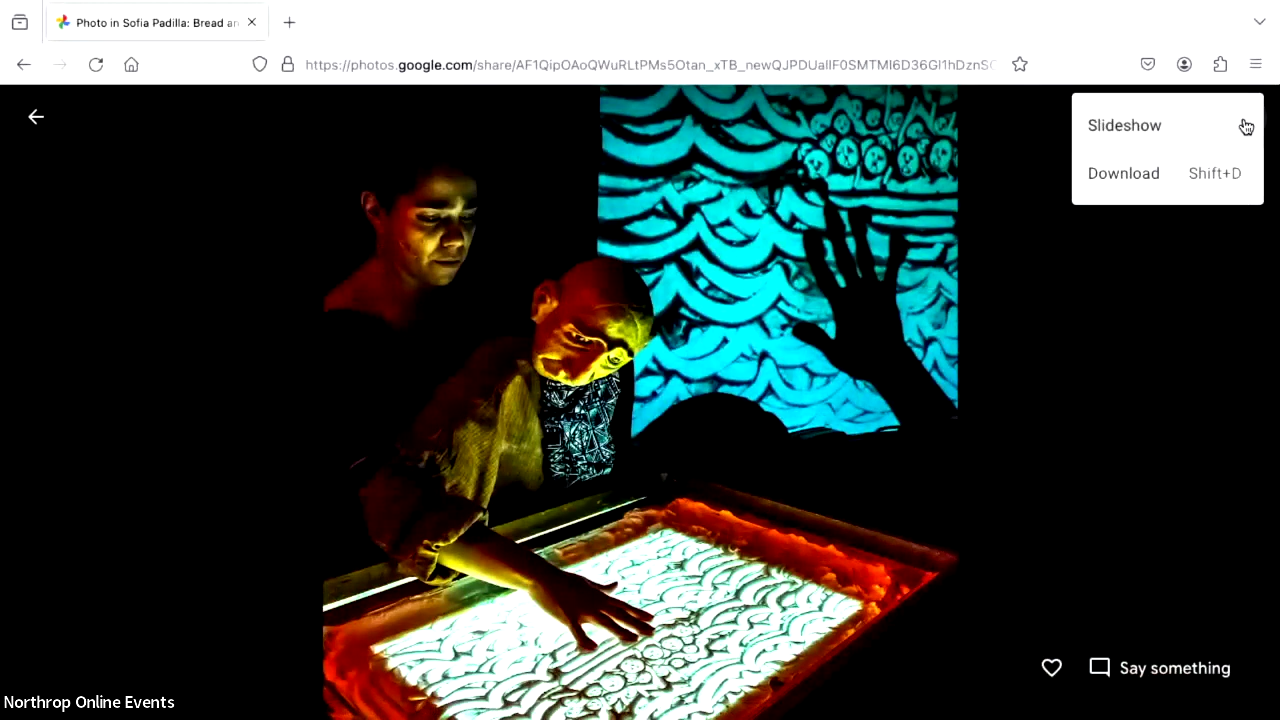 Photo in Sofia Padilla: Bread an
https://photos.google.com/share/AF1QipOAoQWuRLtPMs5Otan_xTB_newQJPDUallF0SMTMl6D36Gl1hDznSC
Slideshow
Download Shift+D
Say something
Northrop Online Events